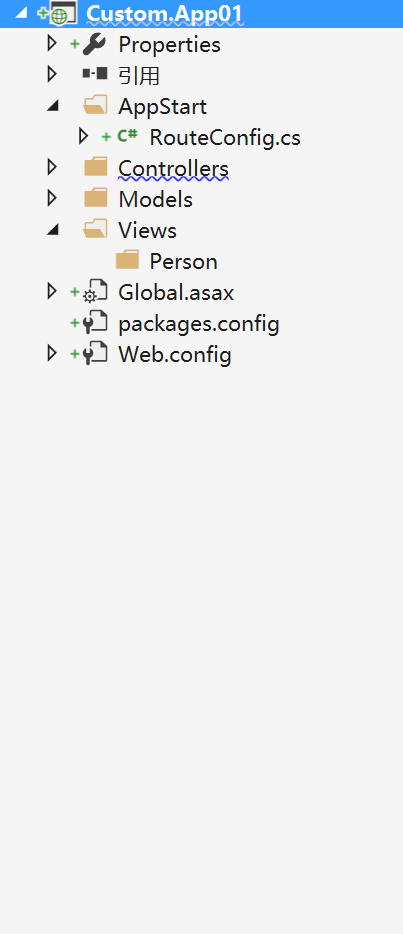 Custom.App01
Properties
引用
AppStart
C# RouteConfig.cs
Controllers
Models
Views
Person
Global.asax
packages.config
Web.config